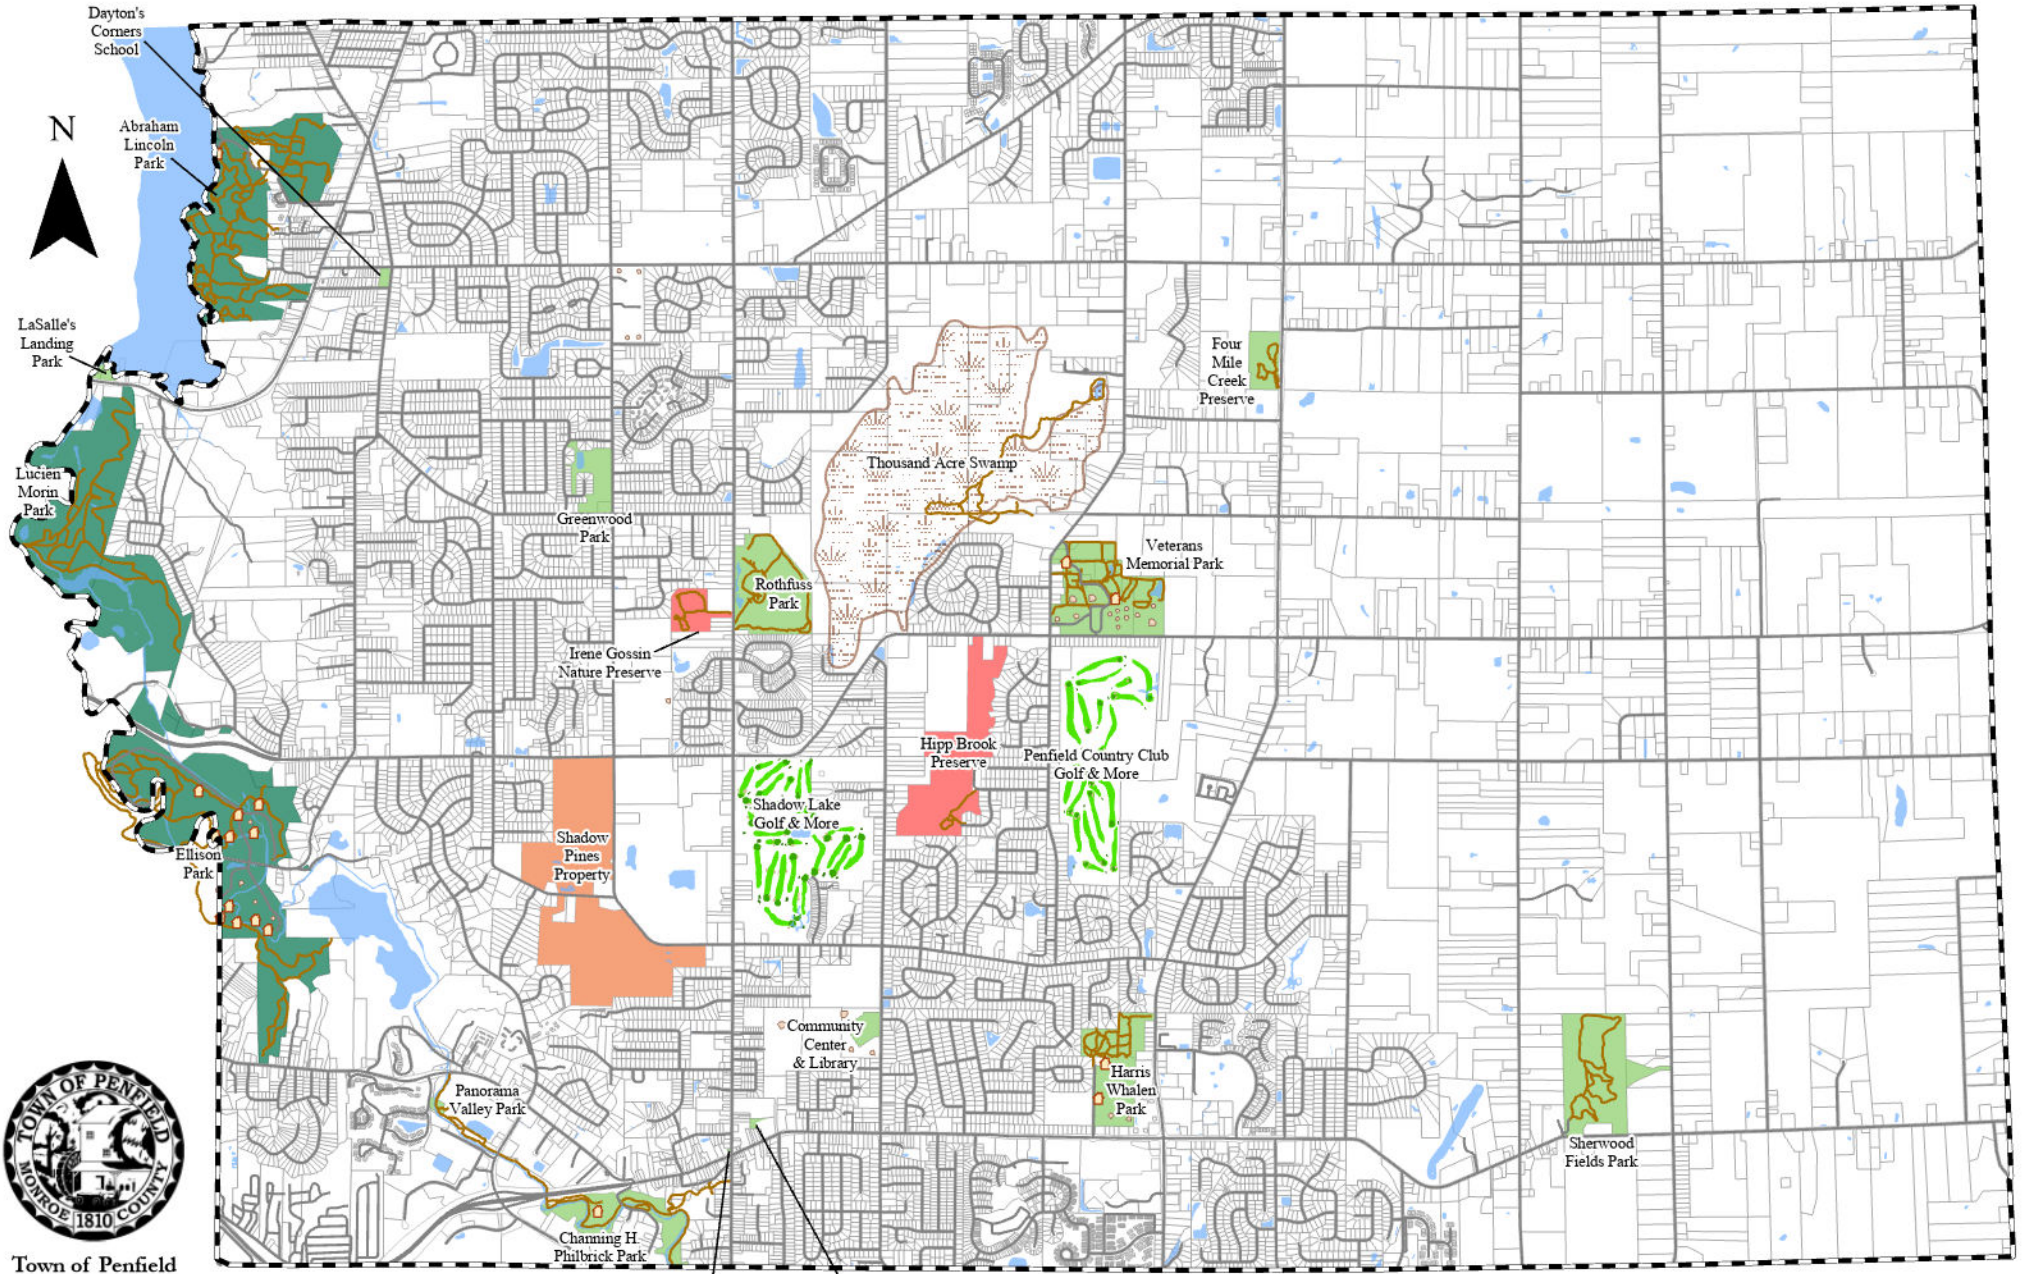 Dayton's
Corners
School
N
Abraham
Lincoln
Park
LaSalle's
Landing
Park
Four
Mile
Creek
Preserve
Lucien
Morin
Park
Thousand Acre Swamp
Greenwood
Park
Veterans
Memorial Park
Rothfuss
Park
Irene Gossin
Nature Preserve
Hipp Brook
Preserve
Penfield Country Club
Golf & More
Shadow Lake
Golf & More
Shadow
Pines
Property
Ellison
Park
Community
Center
& Library
Harris
Whalen
Park
Panorama
Valley Park
Sherwood
Fields Park
Channing H.
Philbrick Park
TOWN OF PENFIELD
MONROE 1810 COUNTY
Town of Penfield